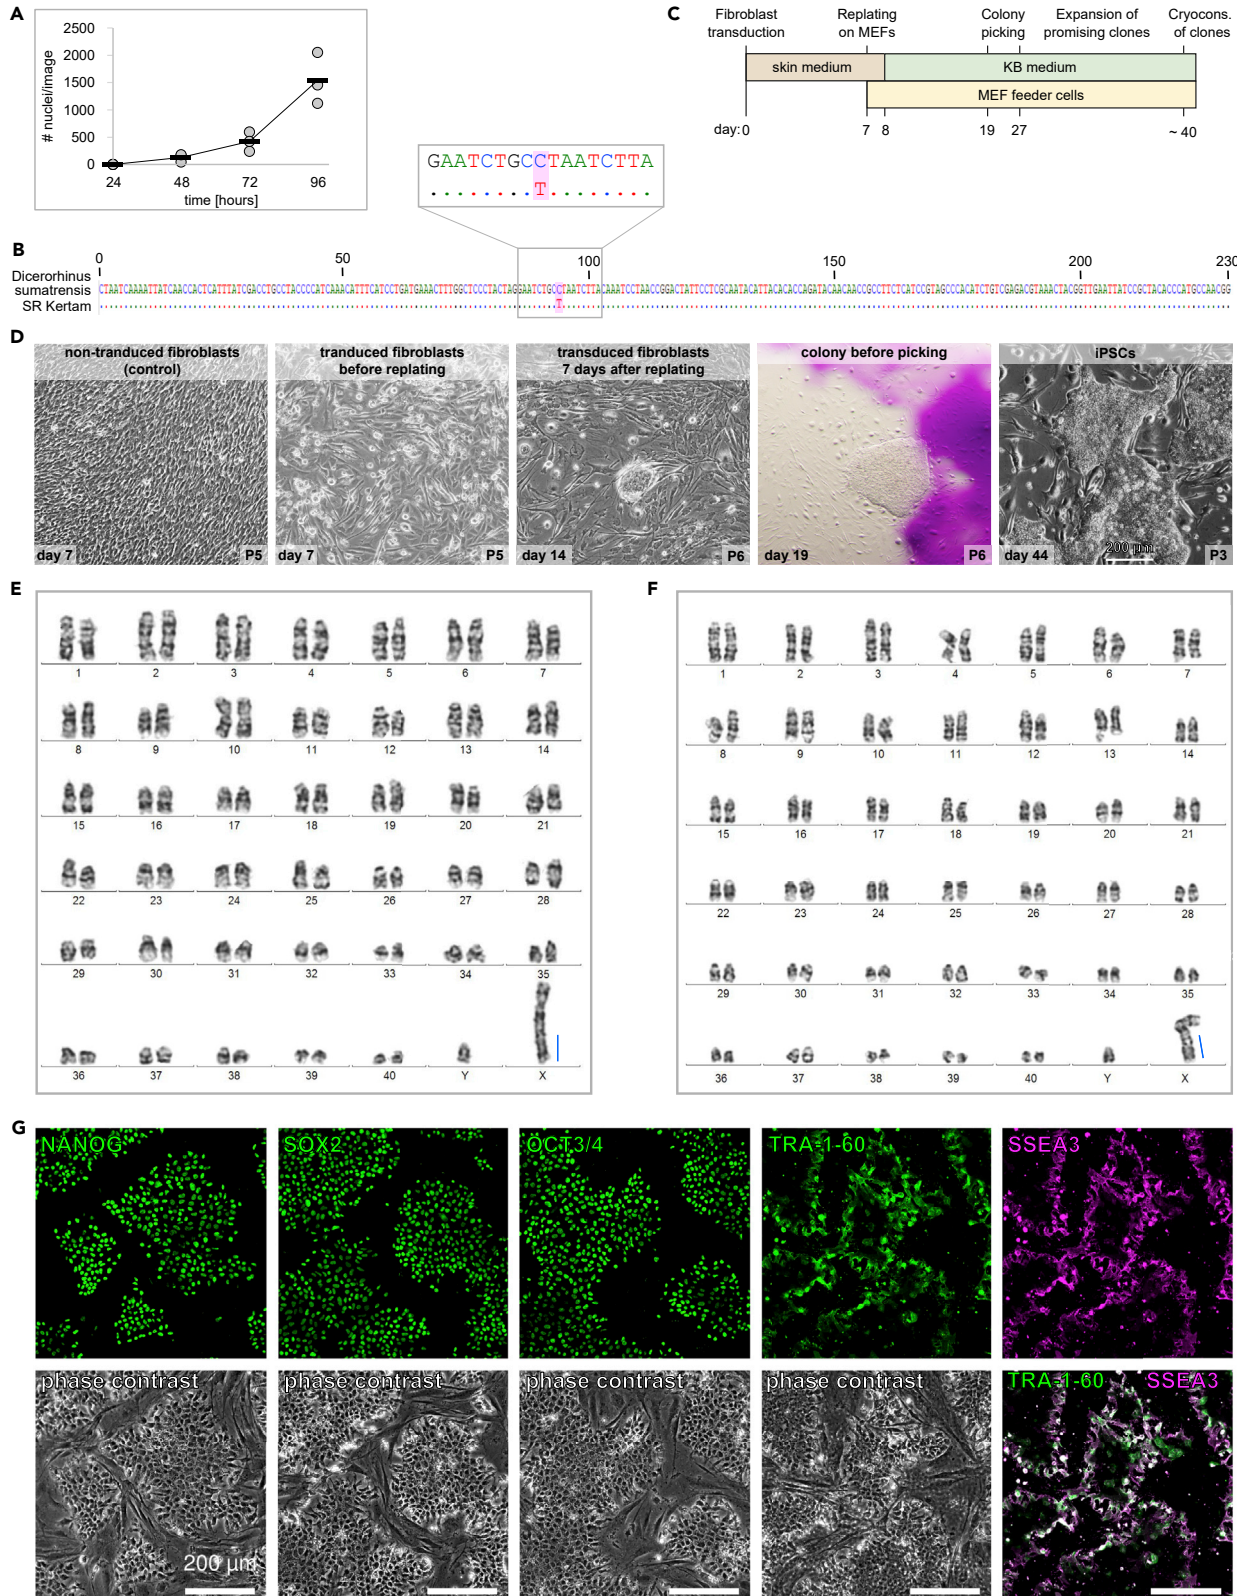 A
# nuclei/image
2500
2000
1500
1000
500
0
24 48 72 96
time [hours]
C
Fibroblast transduction
Replating on MEFs
Colony picking
Expansion of promising clones
Cryocons. of clones
skin medium
KB medium
MEF feeder cells
day: 0 7 8 19 27 ~ 40
GAATCTGCCTAATCTTA
T
B
0 50 100 150 200 230
Dicerorhinus
sumatrensis
SR Kertam
T
D
non-tranduced fibroblasts
(control)
day 7 P5
tranduced fibroblasts
before replating
day 7 P5
transduced fibroblasts
7 days after replating
day 14 P6
colony before picking
day 19 P6
iPSCs
200 µm
day 44 P3
E
1 2 3 4 5 6 7
8 9 10 11 12 13 14
15 16 17 18 19 20 21
22 23 24 25 26 27 28
29 30 31 32 33 34 35
36 37 38 39 40 Y X
F
1 2 3 4 5 6 7
8 9 10 11 12 13 14
15 16 17 18 19 20 21
22 23 24 25 26 27 28
29 30 31 32 33 34 35
36 37 38 39 40 Y X
G
NANOG SOX2 OCT3/4 TRA-1-60 SSEA3
phase contrast phase contrast phase contrast phase contrast TRA-1-60 SSEA3
200 µm